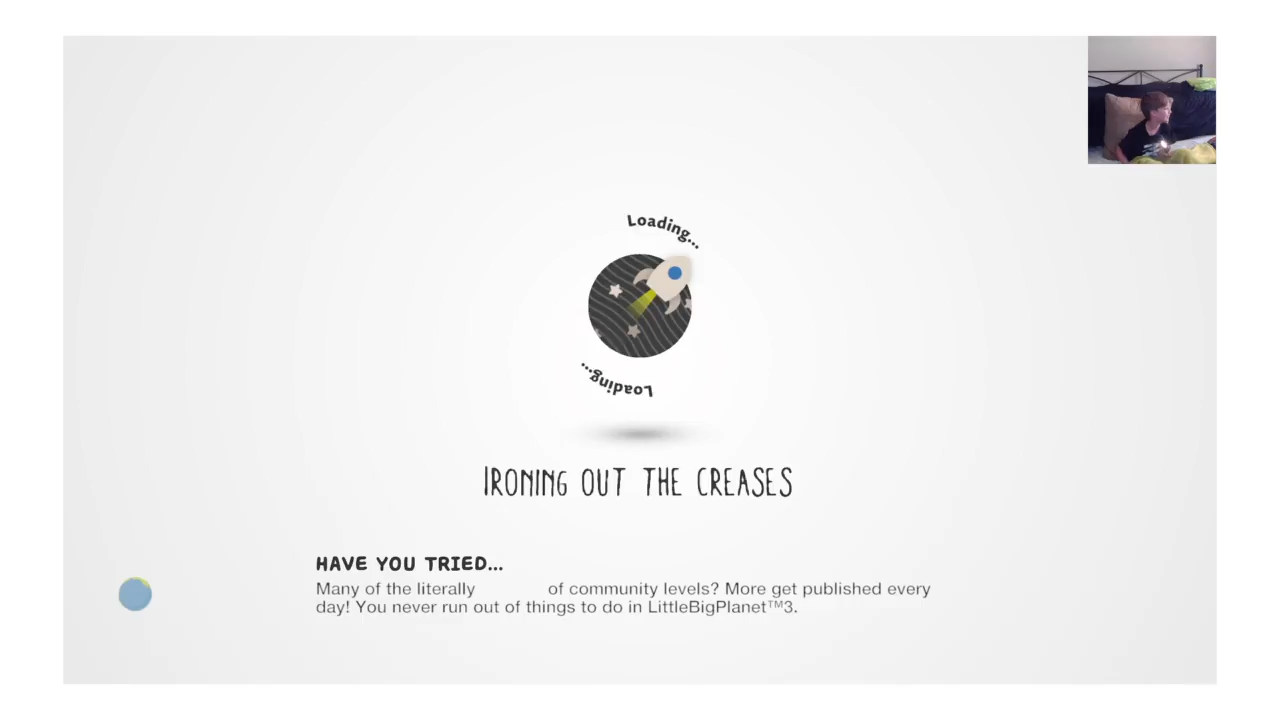 Loading...
Loading...
IRONING OUT THE CREASES
HAVE YOU TRIED...
Many of the literally of community levels? More get published every
day! You never run out of things to do in LittleBigPlanet™3.